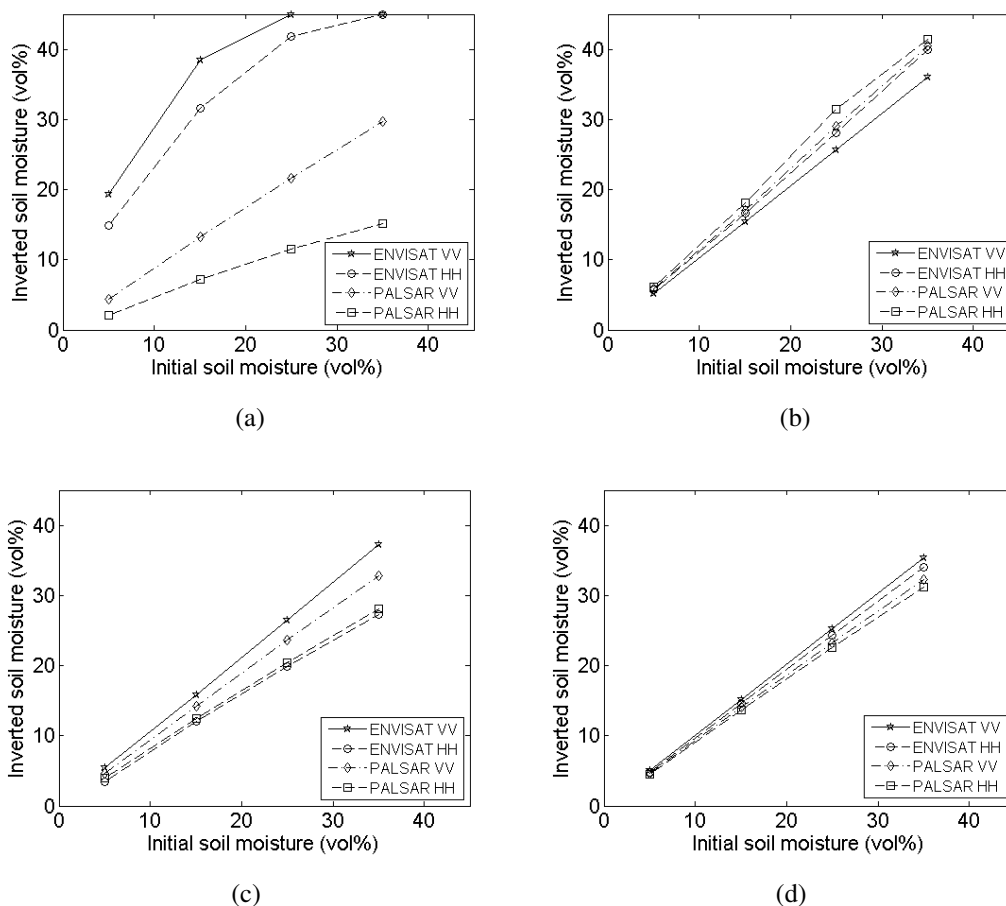 40
30
20
10
0
0 10 20 30 40
Inverted soil moisture (vol%)
Initial soil moisture (vol%)
ENVISAT VV
ENVISAT HH
PALSAR VV
PALSAR HH
(a)
40
30
20
10
0
0 10 20 30 40
Inverted soil moisture (vol%)
Initial soil moisture (vol%)
ENVISAT VV
ENVISAT HH
PALSAR VV
PALSAR HH
(b)
40
30
20
10
0
0 10 20 30 40
Inverted soil moisture (vol%)
Initial soil moisture (vol%)
ENVISAT VV
ENVISAT HH
PALSAR VV
PALSAR HH
(c)
40
30
20
10
0
0 10 20 30 40
Inverted soil moisture (vol%)
Initial soil moisture (vol%)
ENVISAT VV
ENVISAT HH
PALSAR VV
PALSAR HH
(d)